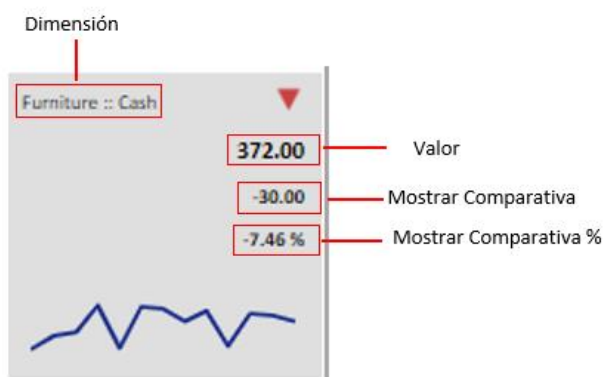 Dimensión
Furniture :: Cash
372.00
Valor
-30.00
Mostrar Comparativa
-7.46 %
Mostrar Comparativa %